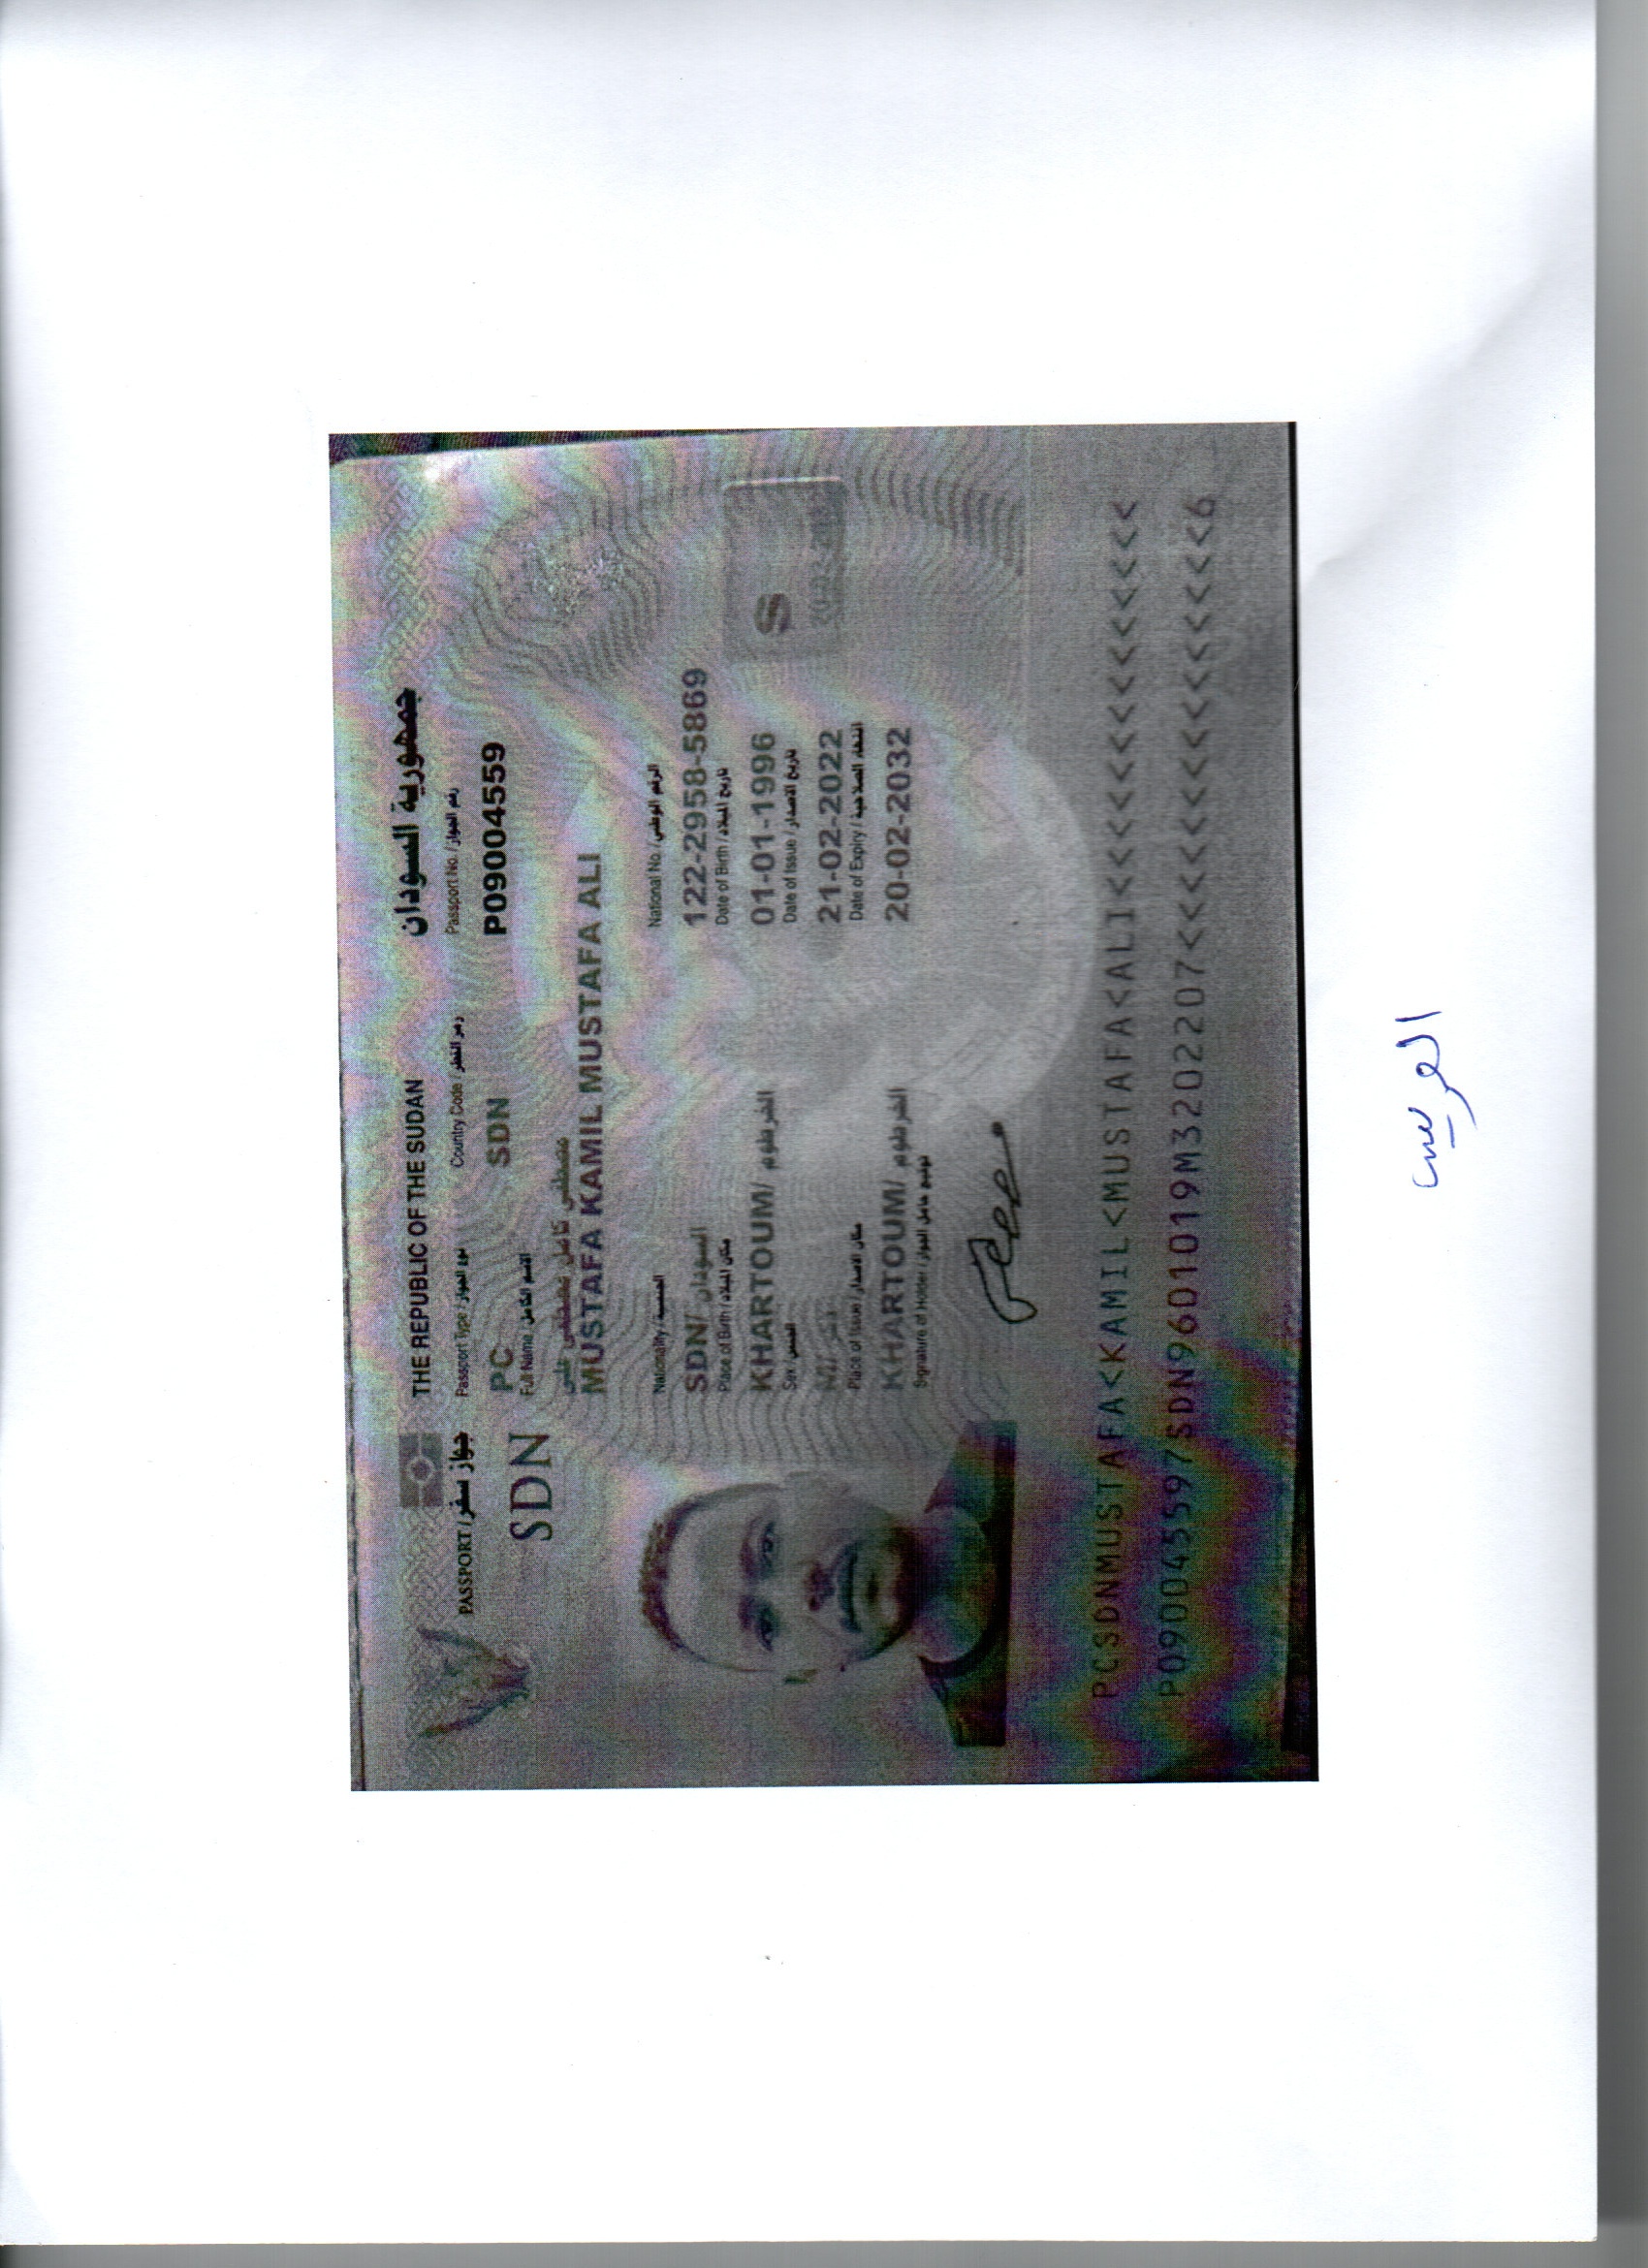 جمهورية السودان
THE REPUBLIC OF THE SUDAN
PASSPORT / جواز سفر
Passport Type / نوع الجواز
Country Code / رمز القطر
Passport No. / رقم الجواز
PC
SDN
P09004559
SDN
Full Name / الاسم الكامل
مصطفى كامل مصطفى علي
MUSTAFA KAMIL MUSTAFA ALI
Nationality / الجنسية
National No. / الرقم الوطني
SDN/ السودان
122-2958-5869
Place of Birth / مكان الميلاد
Date of Birth / تاريخ الميلاد
KHARTOUM/ الخرطوم
01-01-1996
Sex / الجنس
Date of Issue / تاريخ الاصدار
M/ ذكر
21-02-2022
Place of Issue / مكان الاصدار
Date of Expiry / انتهاء الصلاحية
KHARTOUM/ الخرطوم
20-02-2032
Signature of Holder / توقيع حامل الجواز
PCSDNMUSTAFA<KAMIL<MUSTAFA<ALI<<<<<<<<<<<<<<
P090045597SDN9601019M3202207<<<<<<<<<<<<<<<6
العريس